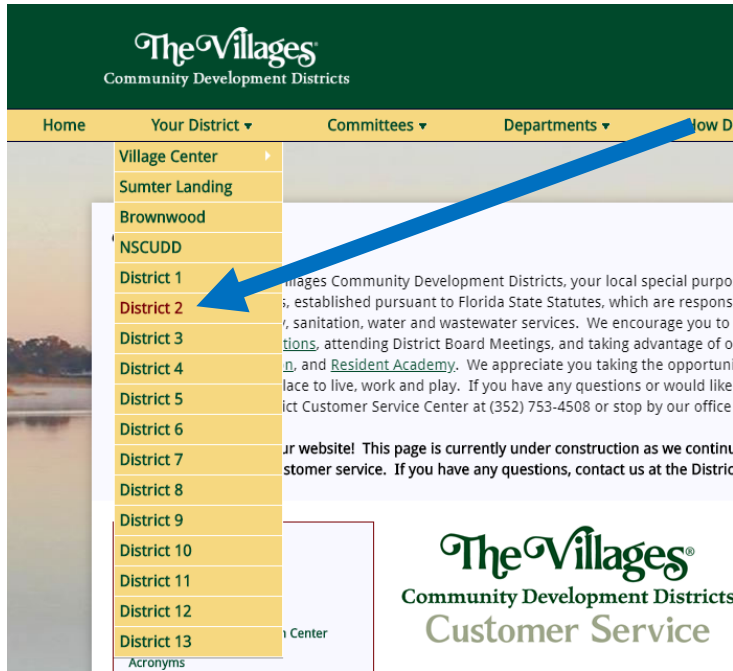 The Villages®
Community Development Districts
Home Your District ▾ Committees ▾ Departments ▾ How D
Village Center
Sumter Landing
Brownwood
NSCUDD
District 1
District 2
District 3
District 4
District 5
District 6
District 7
District 8
District 9
District 10
District 11
District 12
District 13
illages Community Development Districts, your local special purpo
s, established pursuant to Florida State Statutes, which are respons
y, sanitation, water and wastewater services. We encourage you to
tions, attending District Board Meetings, and taking advantage of o
n, and Resident Academy. We appreciate you taking the opportuni
lace to live, work and play. If you have any questions or would like
ict Customer Service Center at (352) 753-4508 or stop by our office
ur website! This page is currently under construction as we continu
stomer service. If you have any questions, contact us at the Distric
n Center
Acronyms
The Villages®
Community Development Districts
Customer Service